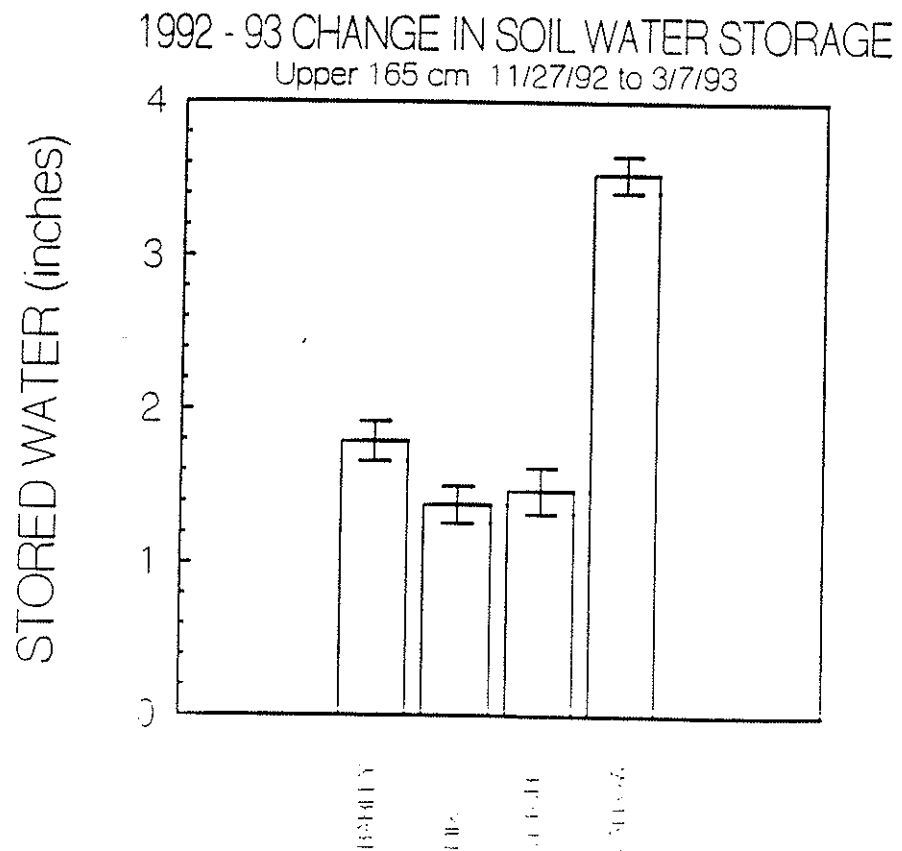 1992 - 93 CHANGE IN SOIL WATER STORAGE
Upper 165 cm 11/27/92 to 3/7/93
STORED WATER (inches)
4
3
2
1
0
BARLEY